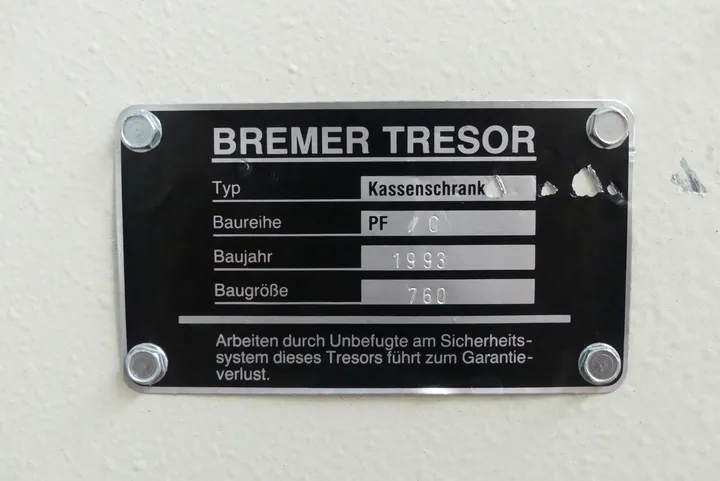 BREMER TRESOR
Typ Kassenschrank
Baureihe PF / C
Baujahr 1993
Baugröße 760
Arbeiten durch Unbefugte am Sicherheits-
system dieses Tresors führt zum Garantie-
verlust.